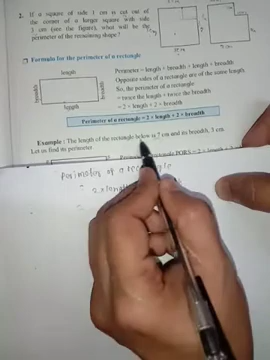 2. If a square of side 1 cm is cut out of
the corner of a larger square with side
3 cm (see the figure), what will be the
perimeter of the remaining shape?
Formula for the perimeter of a rectangle
length
breadth
breadth
length
Perimeter = length + breadth + length + breadth
Opposite sides of a rectangle are of the same length.
So, the perimeter of a rectangle
= twice the length + twice the breadth
= 2 × length + 2 × breadth
Perimeter of a rectangle = 2 × length + 2 × breadth
Example : The length of the rectangle below is 7 cm and its breadth, 3 cm.
Let us find its perimeter
rectangle PQRS = 2 × length +
Perimeter of a rectangle
= 2×length